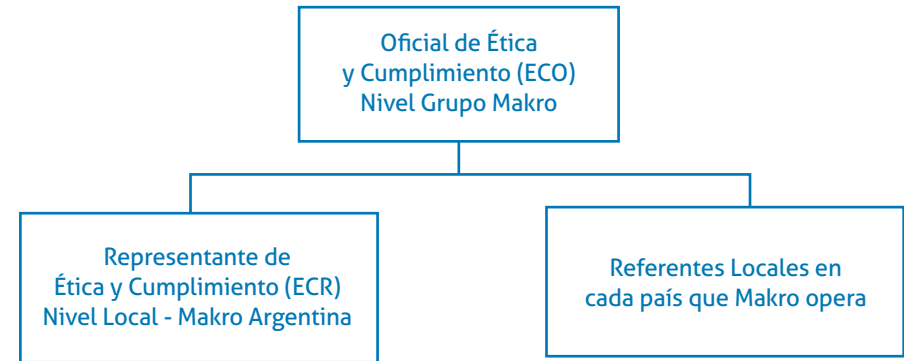 Oficial de Ética
y Cumplimiento (ECO)
Nivel Grupo Makro
Representante de
Ética y Cumplimiento (ECR)
Nivel Local - Makro Argentina
Referentes Locales en
cada país que Makro opera